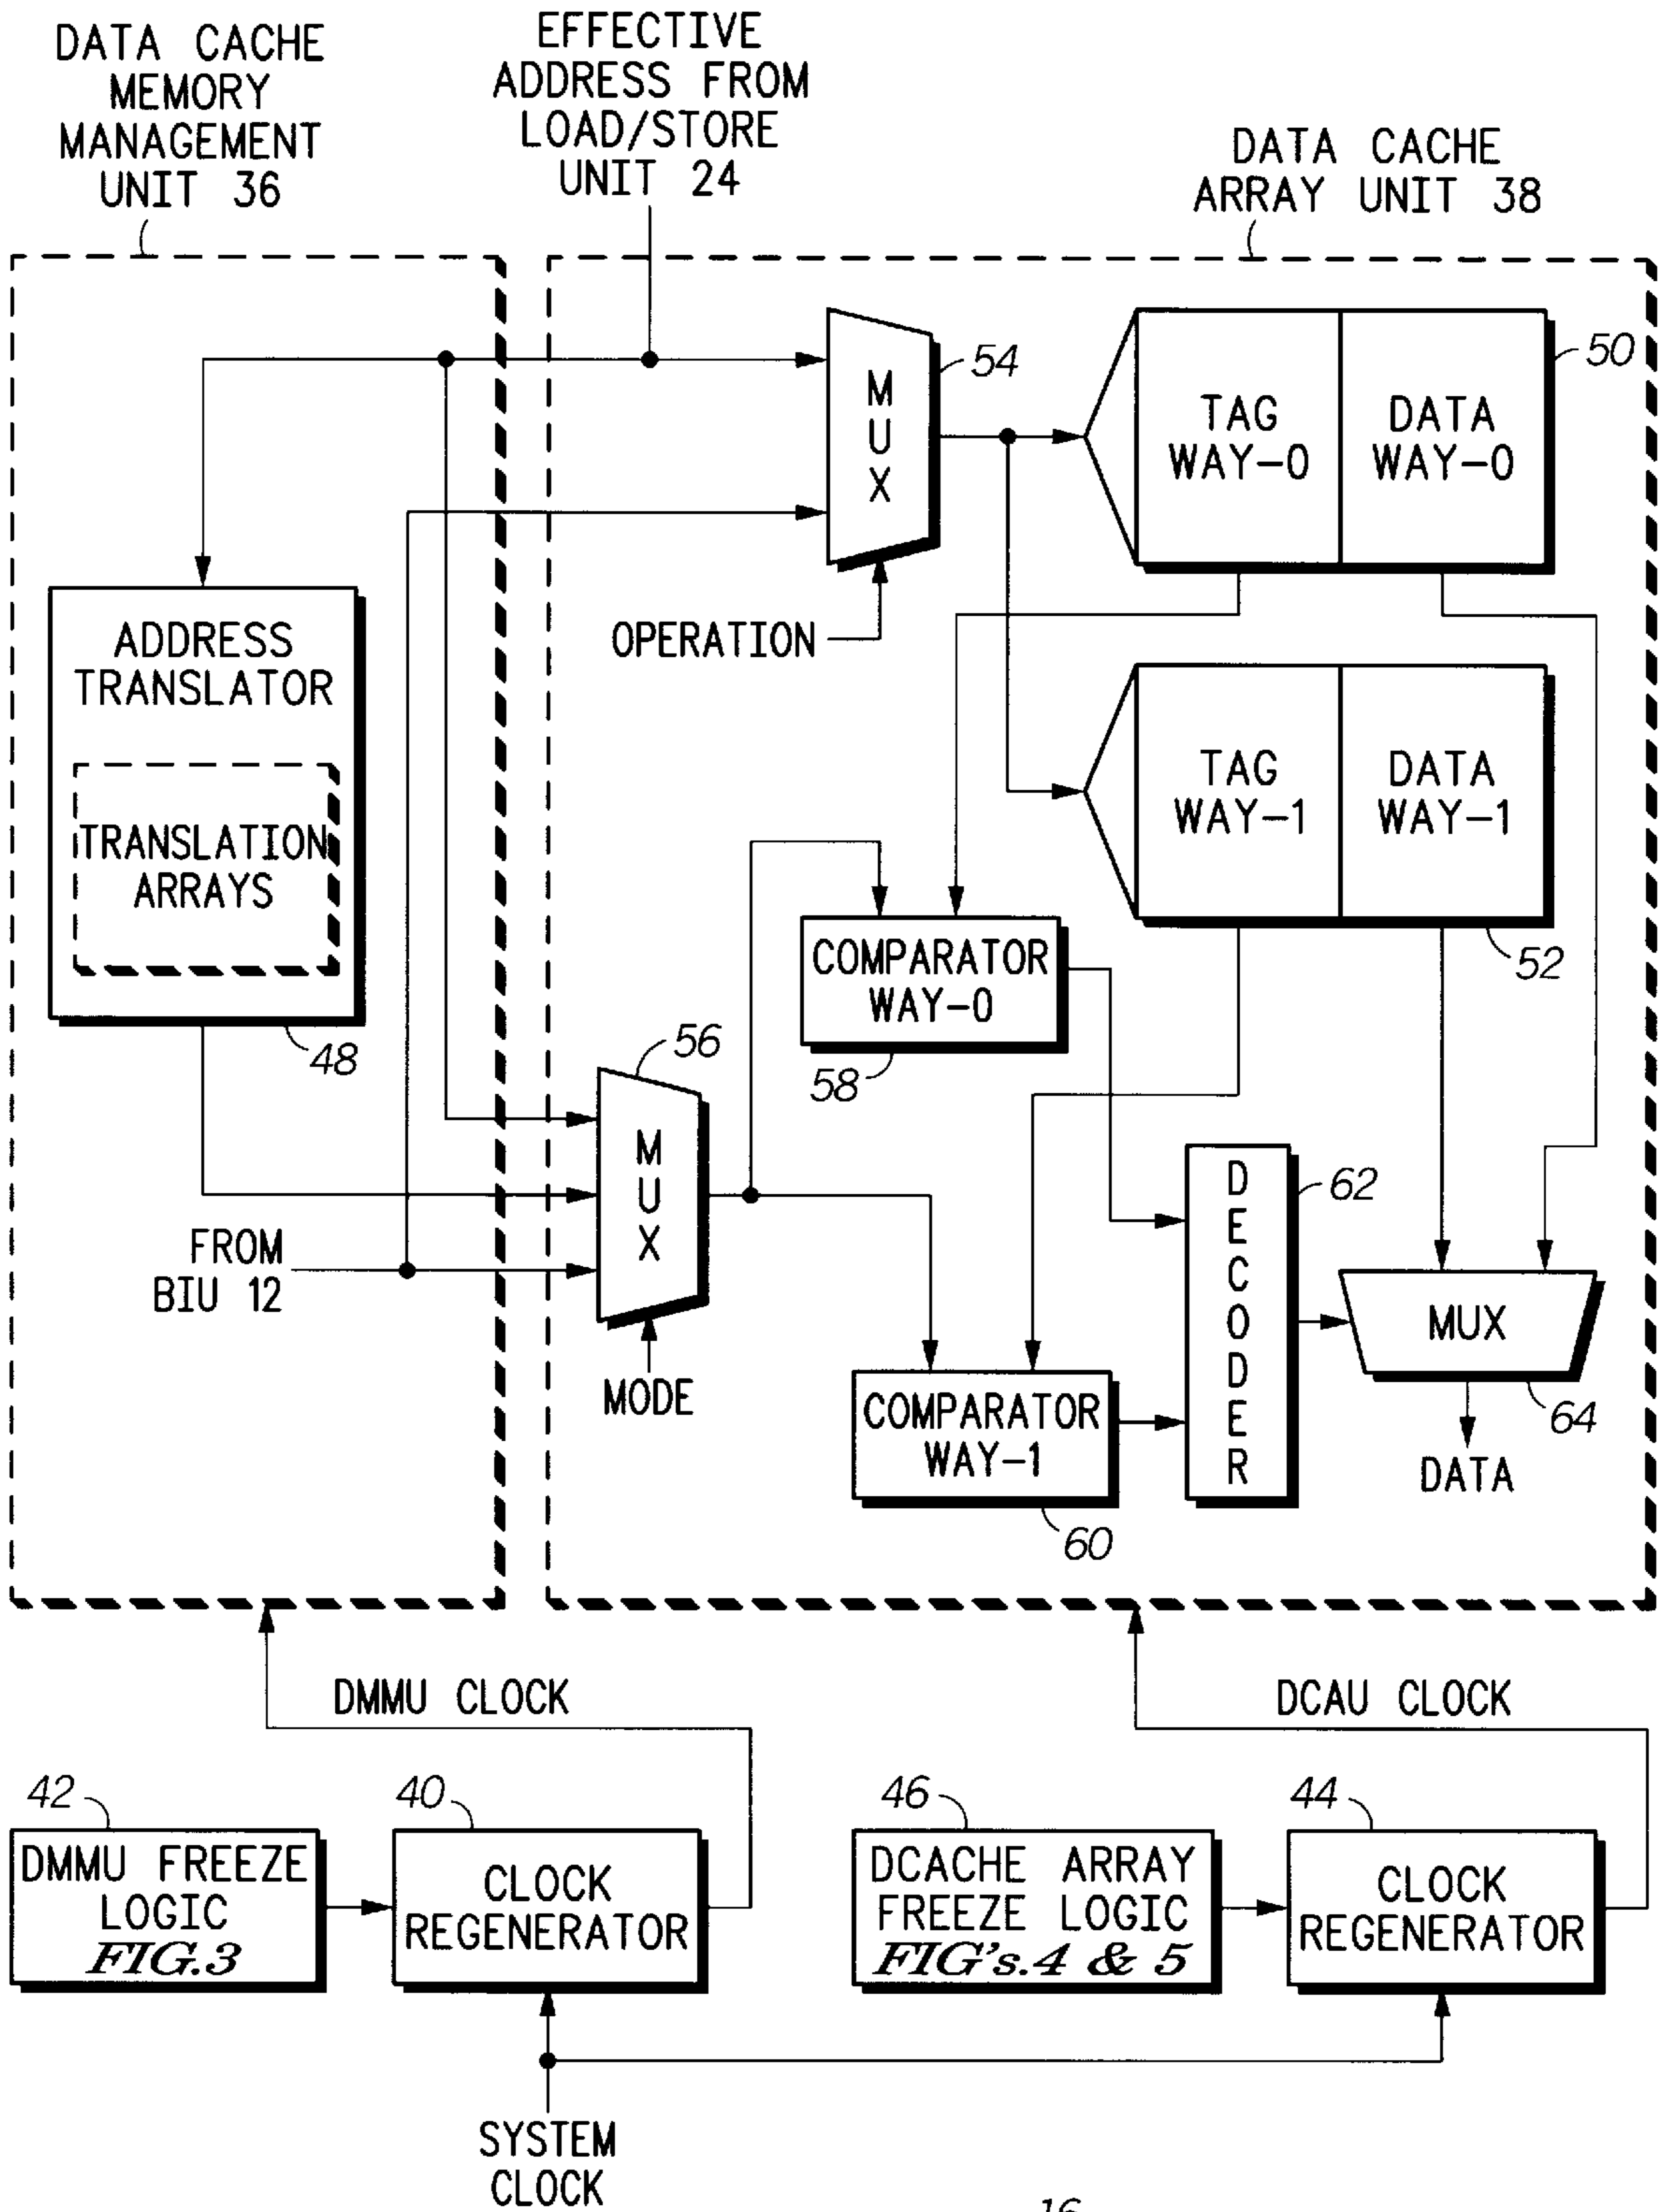 DATA CACHE
MEMORY
MANAGEMENT
UNIT 36
EFFECTIVE
ADDRESS FROM
LOAD/STORE
UNIT 24
DATA CACHE
ARRAY UNIT 38
MUX
54
TAG
WAY-0
DATA
WAY-0
50
OPERATION
ADDRESS
TRANSLATOR
TRANSLATION
ARRAYS
48
TAG
WAY-1
DATA
WAY-1
52
COMPARATOR
WAY-0
58
56
MUX
FROM
BIU 12
MODE
COMPARATOR
WAY-1
60
DECODER
62
MUX
64
DATA
DMMU CLOCK
DCAU CLOCK
42
DMMU FREEZE
LOGIC
FIG.3
40
CLOCK
REGENERATOR
46
DCACHE ARRAY
FREEZE LOGIC
FIG's.4 & 5
44
CLOCK
REGENERATOR
SYSTEM
CLOCK